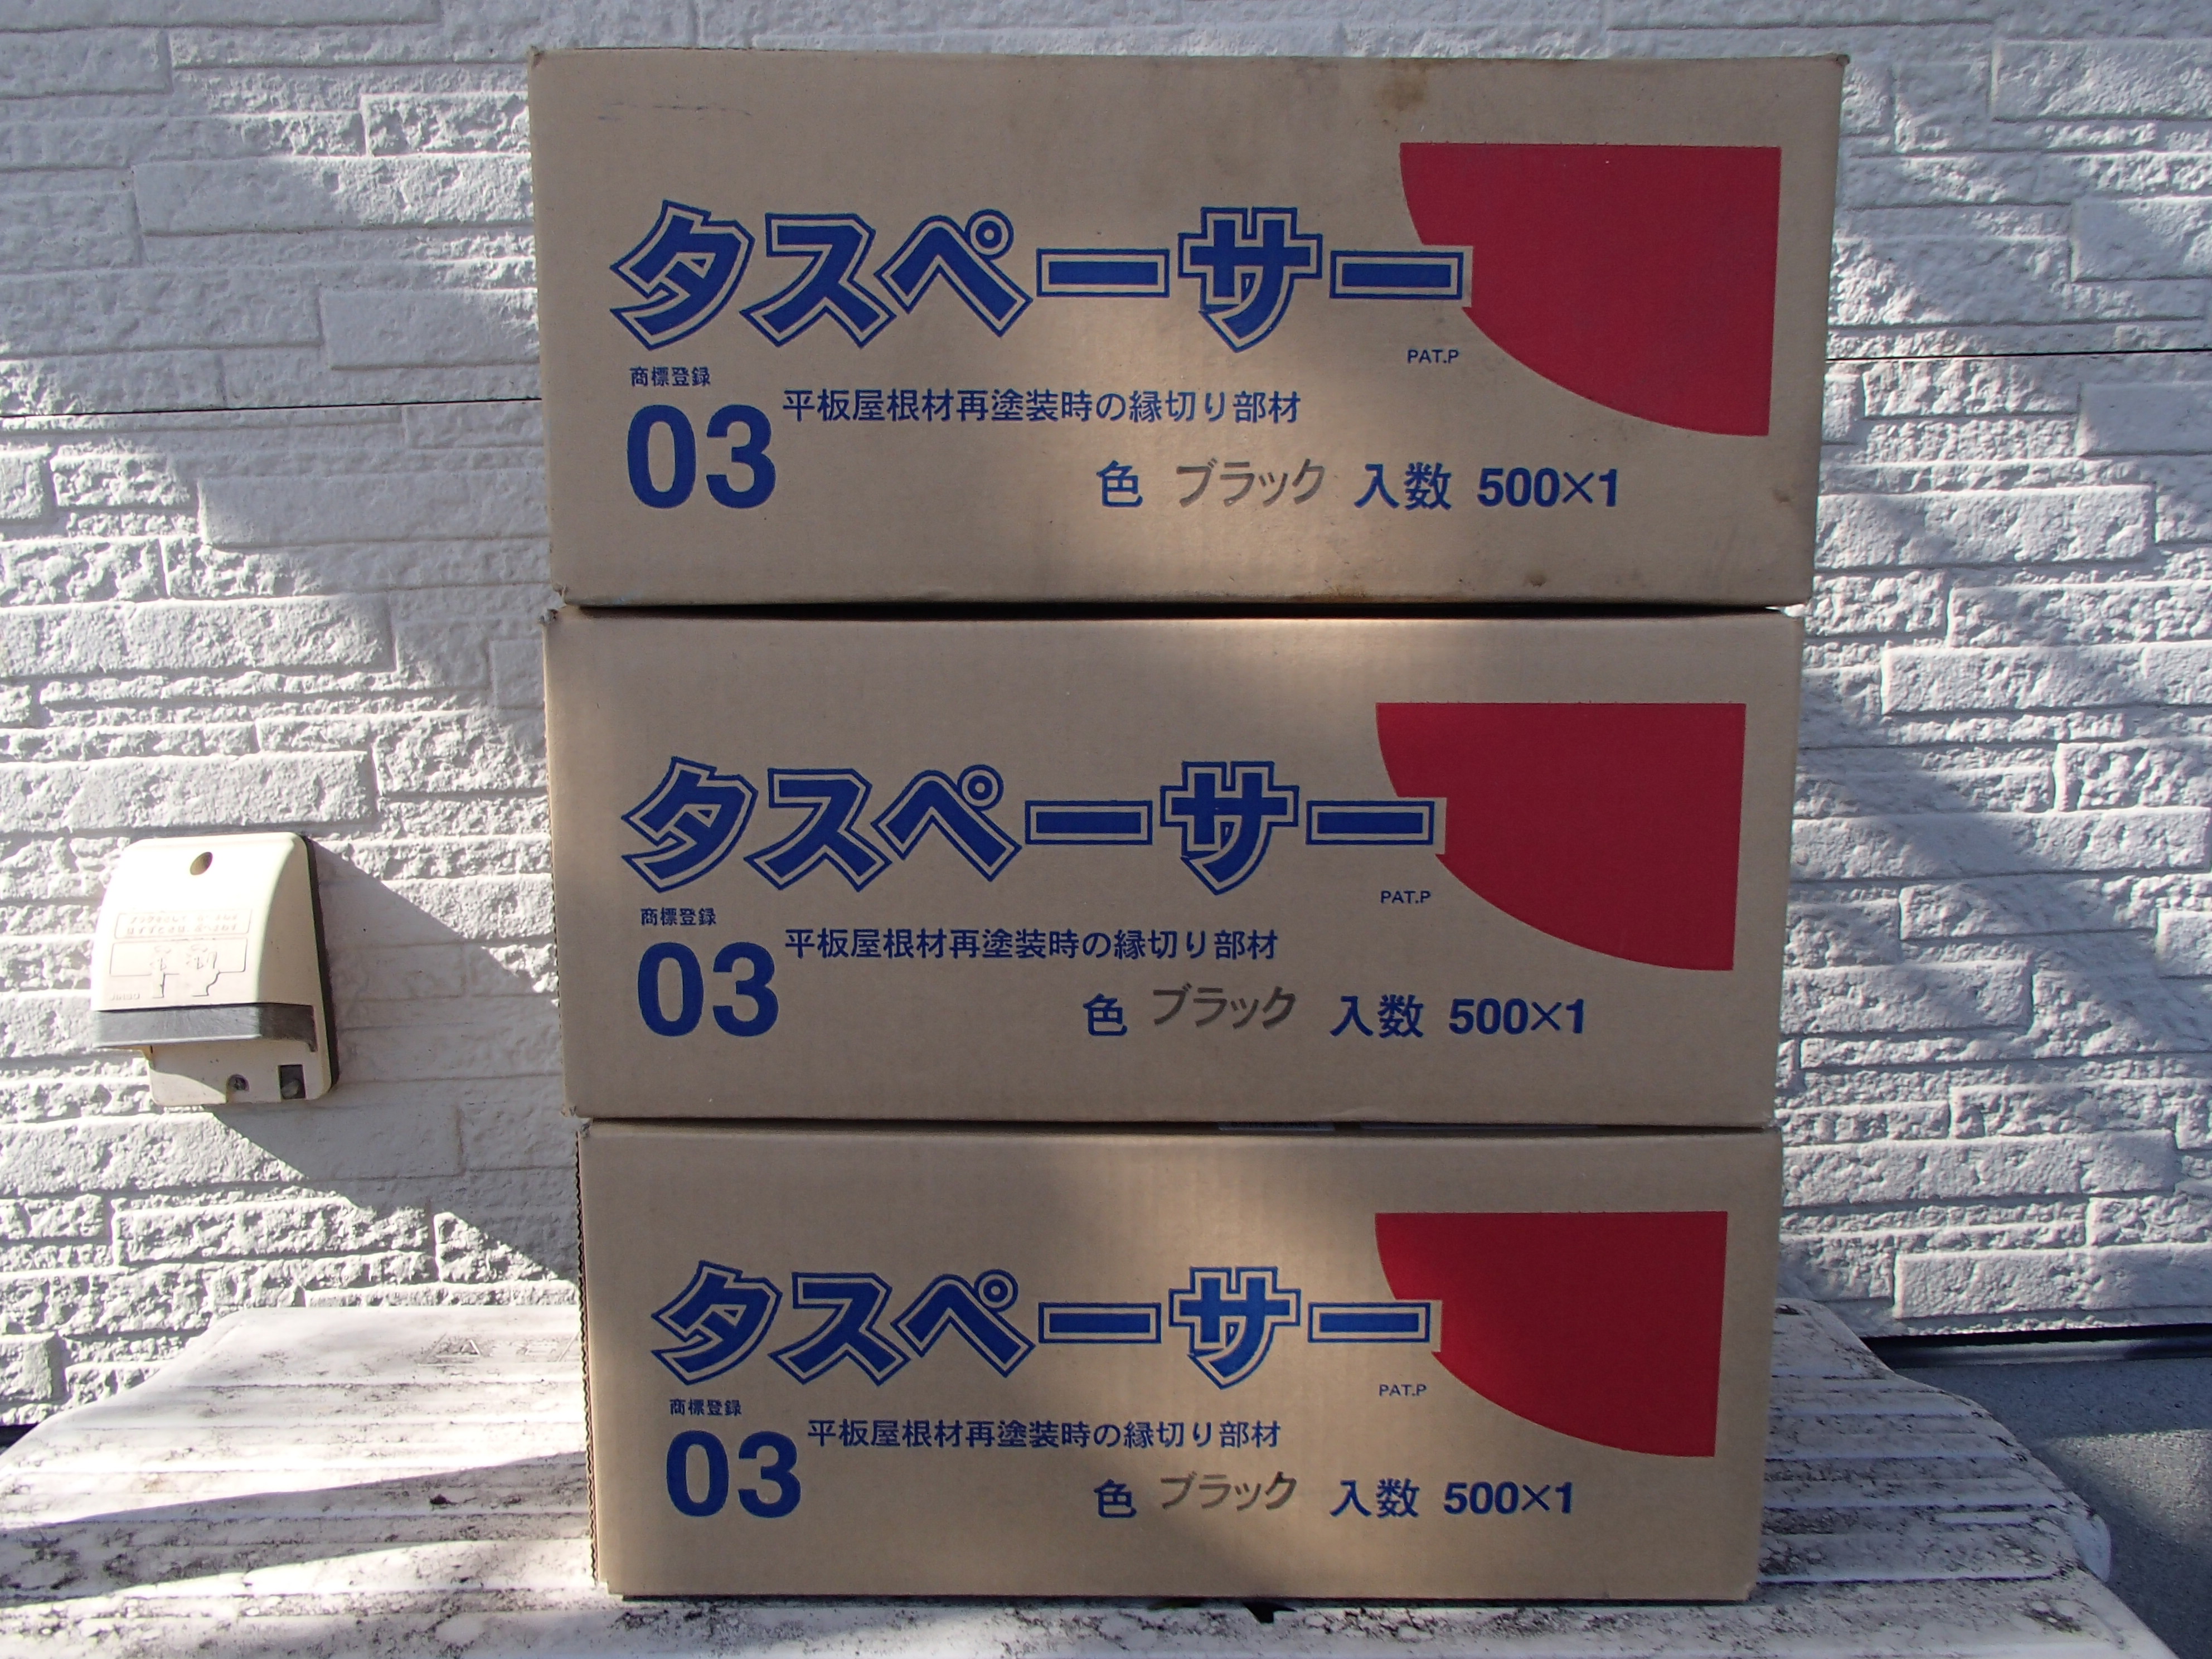 タスペーサー
PAT.P
商標登録
03 平板屋根材再塗装時の縁切り部材
色 ブラック 入数 500×1
タスペーサー
PAT.P
商標登録
03 平板屋根材再塗装時の縁切り部材
色 ブラック 入数 500×1
タスペーサー
PAT.P
商標登録
03 平板屋根材再塗装時の縁切り部材
色 ブラック 入数 500×1